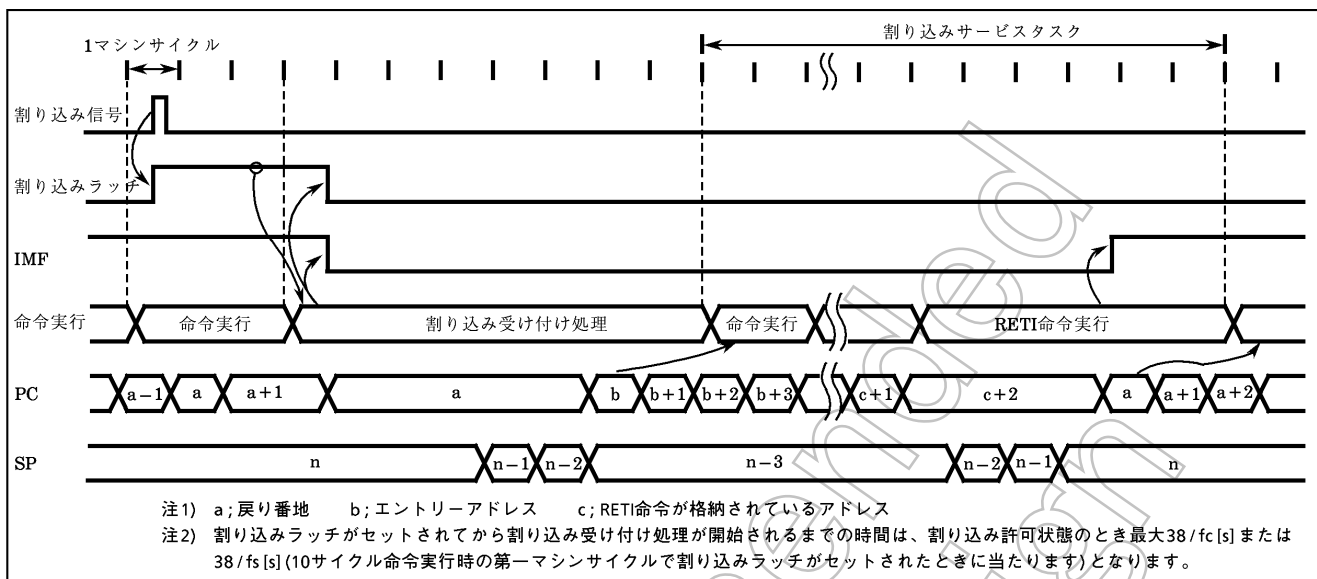 割り込みサービスタスク
1マシンサイクル
割り込み信号
割り込みラッチ
IMF
命令実行 命令実行 割り込み受け付け処理 命令実行 RETI命令実行
PC a−1 a a+1 a b b+1 b+2 b+3 c+1 c+2 a a+1 a+2
SP n n−1 n−2 n−3 n−2 n−1 n
注1) a;戻り番地 b;エントリーアドレス c;RETI命令が格納されているアドレス
注2) 割り込みラッチがセットされてから割り込み受け付け処理が開始されるまでの時間は、割り込み許可状態のとき最大38/fc[s]または
38/fs[s](10サイクル命令実行時の第一マシンサイクルで割り込みラッチがセットされたときに当たります)となります。